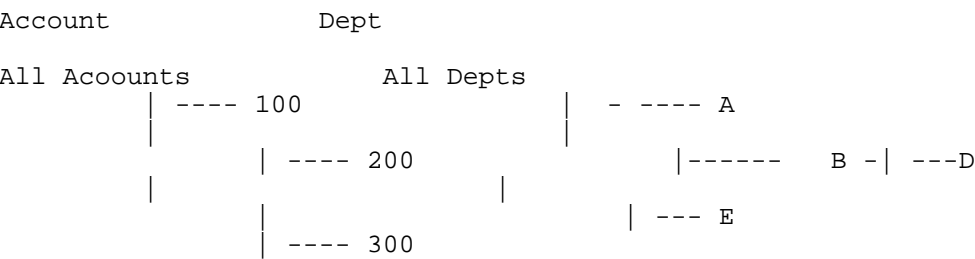 Account Dept
All Acoounts All Depts
| ---- 100 | - ---- A
| |
| ---- 200 |------ B -| ---D
| |
| | --- E
| ---- 300